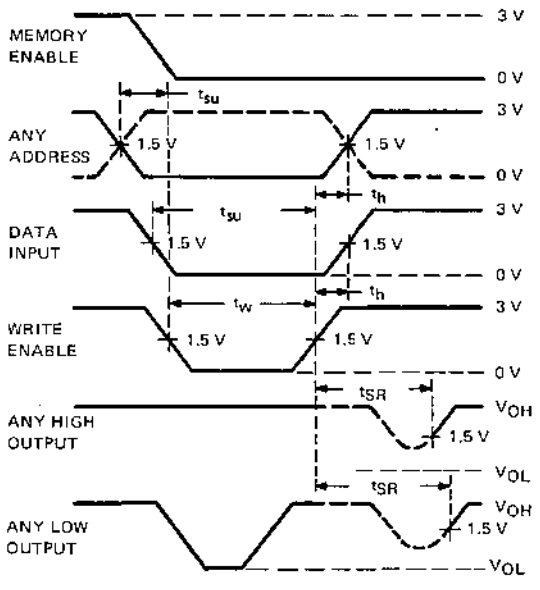 MEMORY
ENABLE
3 V
0 V
tsu
ANY
ADDRESS
1.5 V
1.5 V
3 V
0 V
th
DATA
INPUT
tsu
1.5 V
1.5 V
3 V
0 V
th
WRITE
ENABLE
tw
1.5 V
1.5 V
3 V
0 V
tSR
ANY HIGH
OUTPUT
VOH
1.5 V
VOL
tSR
ANY LOW
OUTPUT
VOH
1.5 V
VOL